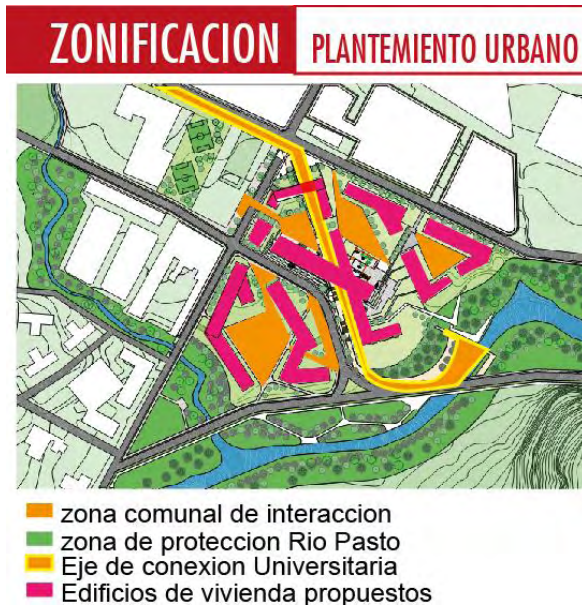 ZONIFICACION
PLANTEMIENTO URBANO
zona comunal de interaccion
zona de proteccion Rio Pasto
Eje de conexion Universitaria
Edificios de vivienda propuestos